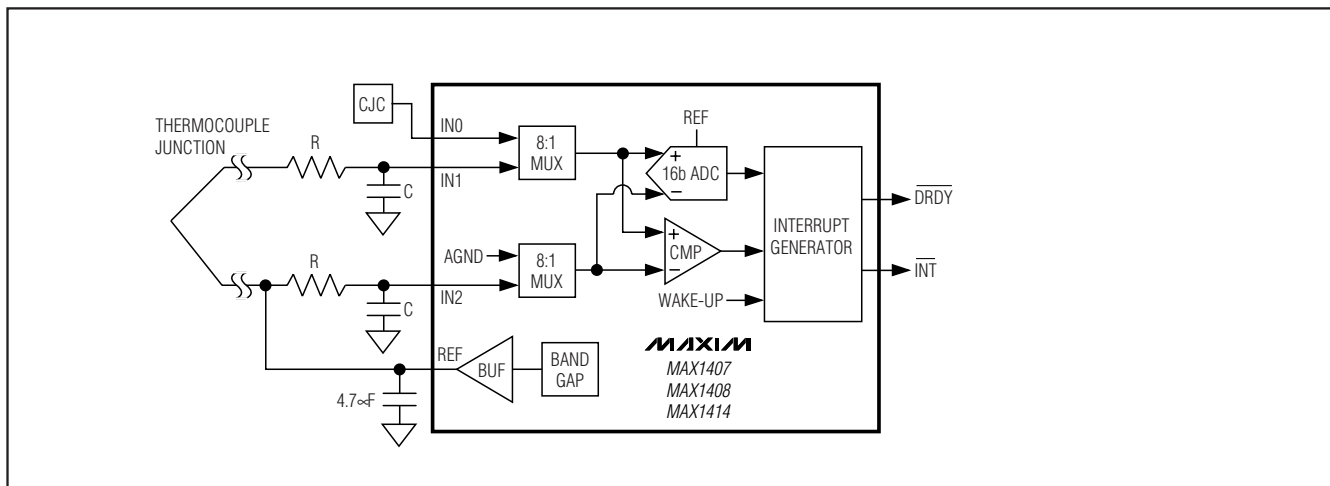 THERMOCOUPLE
JUNCTION
R
C
R
C
CJC
IN0
IN1
8:1
MUX
AGND
IN2
8:1
MUX
REF
+
16b ADC
−
+
CMP
−
WAKE-UP
INTERRUPT
GENERATOR
DRDY
INT
REF
BUF
BAND
GAP
4.7∝F
MAXIM
MAX1407
MAX1408
MAX1414